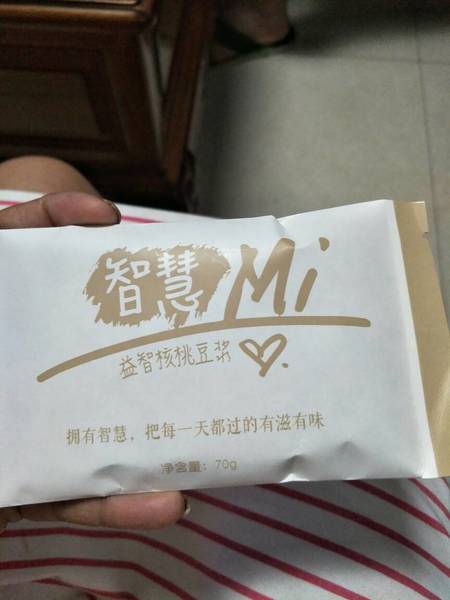 智慧Mi
益智核桃豆浆
拥有智慧，把每一天都过的有滋有味
净含量：70g